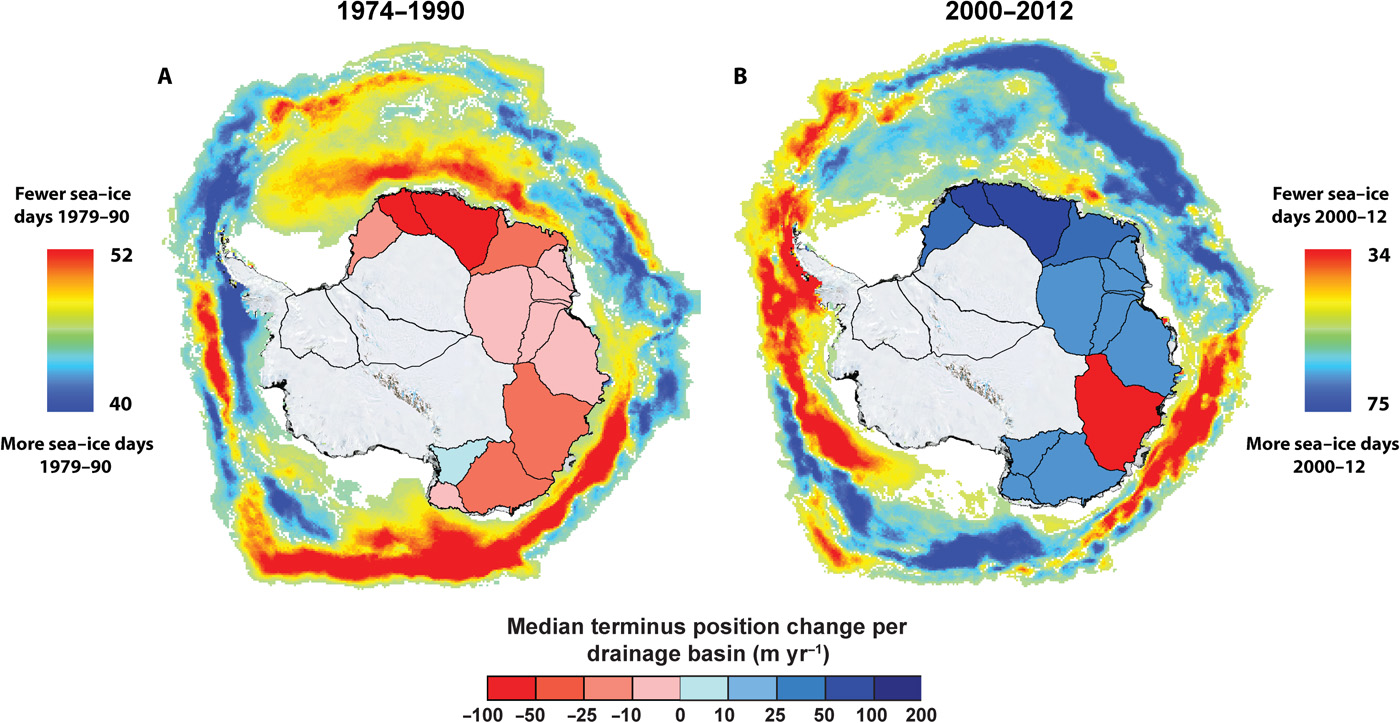 1974–1990
2000–2012
A
B
Fewer sea–ice
days 1979–90
52
40
More sea–ice days
1979–90
Fewer sea–ice
days 2000–12
34
75
More sea–ice days
2000–12
Median terminus position change per
drainage basin (m yr⁻¹)
–100 –50 –25 –10 0 10 25 50 100 200